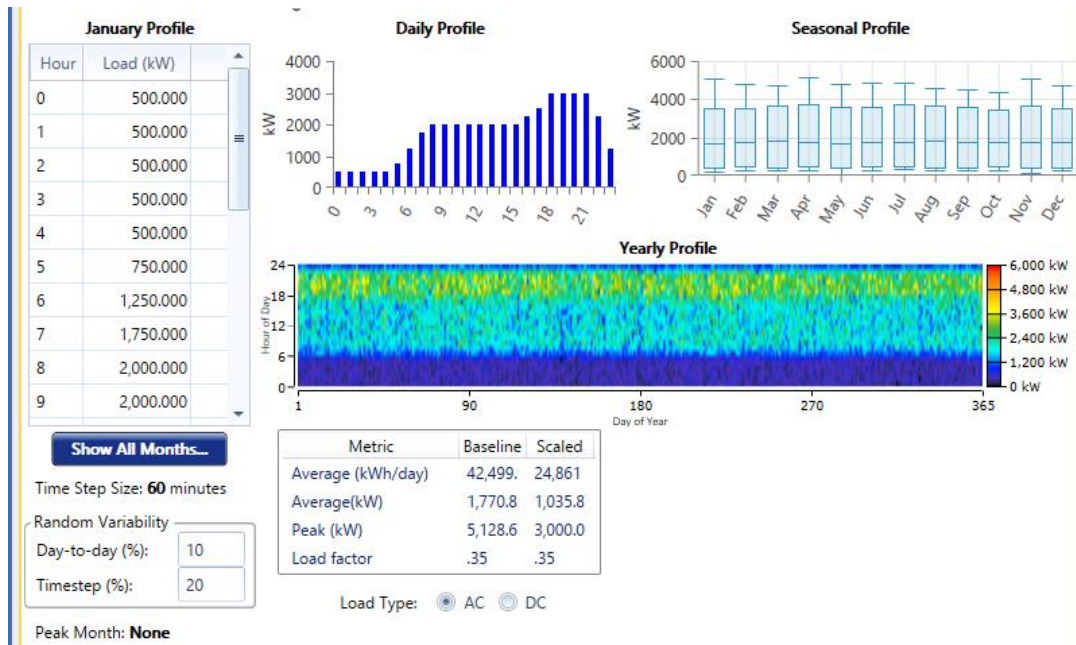 January Profile
Hour Load (kW)
0 500.000
1 500.000
2 500.000
3 500.000
4 500.000
5 750.000
6 1,250.000
7 1,750.000
8 2,000.000
9 2,000.000
Show All Months...
Time Step Size: 60 minutes
Random Variability
Day-to-day (%): 10
Timestep (%): 20
Peak Month: None
Daily Profile
kW
4000
3000
2000
1000
0
0 3 6 9 12 15 18 21
Seasonal Profile
kW
6000
4000
2000
0
Jan Feb Mar Apr May Jun Jul Aug Sep Oct Nov Dec
Yearly Profile
Hour of Day
24
18
12
6
0
1 90 180 270 365
Day of Year
6,000 kW
4,800 kW
3,600 kW
2,400 kW
1,200 kW
0 kW
Metric Baseline Scaled
Average (kWh/day) 42,499. 24,861
Average(kW) 1,770.8 1,035.8
Peak (kW) 5,128.6 3,000.0
Load factor .35 .35
Load Type: AC DC